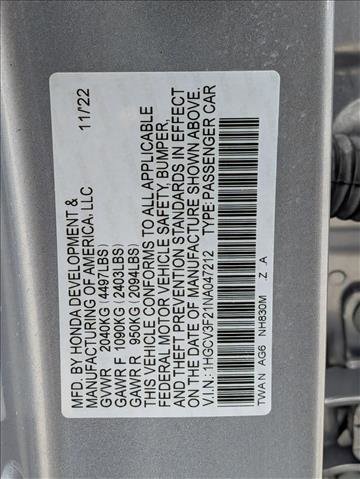 MFD. BY HONDA DEVELOPMENT & 11/22
MANUFACTURING OF AMERICA, LLC
GVWR 2040KG (4497LBS)
GAWR F 1090KG (2403LBS)
GAWR R 950KG (2094LBS)
THIS VEHICLE CONFORMS TO ALL APPLICABLE
FEDERAL MOTOR VEHICLE SAFETY, BUMPER,
AND THEFT PREVENTION STANDARDS IN EFFECT
ON THE DATE OF MANUFACTURE SHOWN ABOVE.
V.I.N.: 1HGCV3F21NA047212 TYPE: PASSENGER CAR
TWA N AG6 NH830M .Z .A